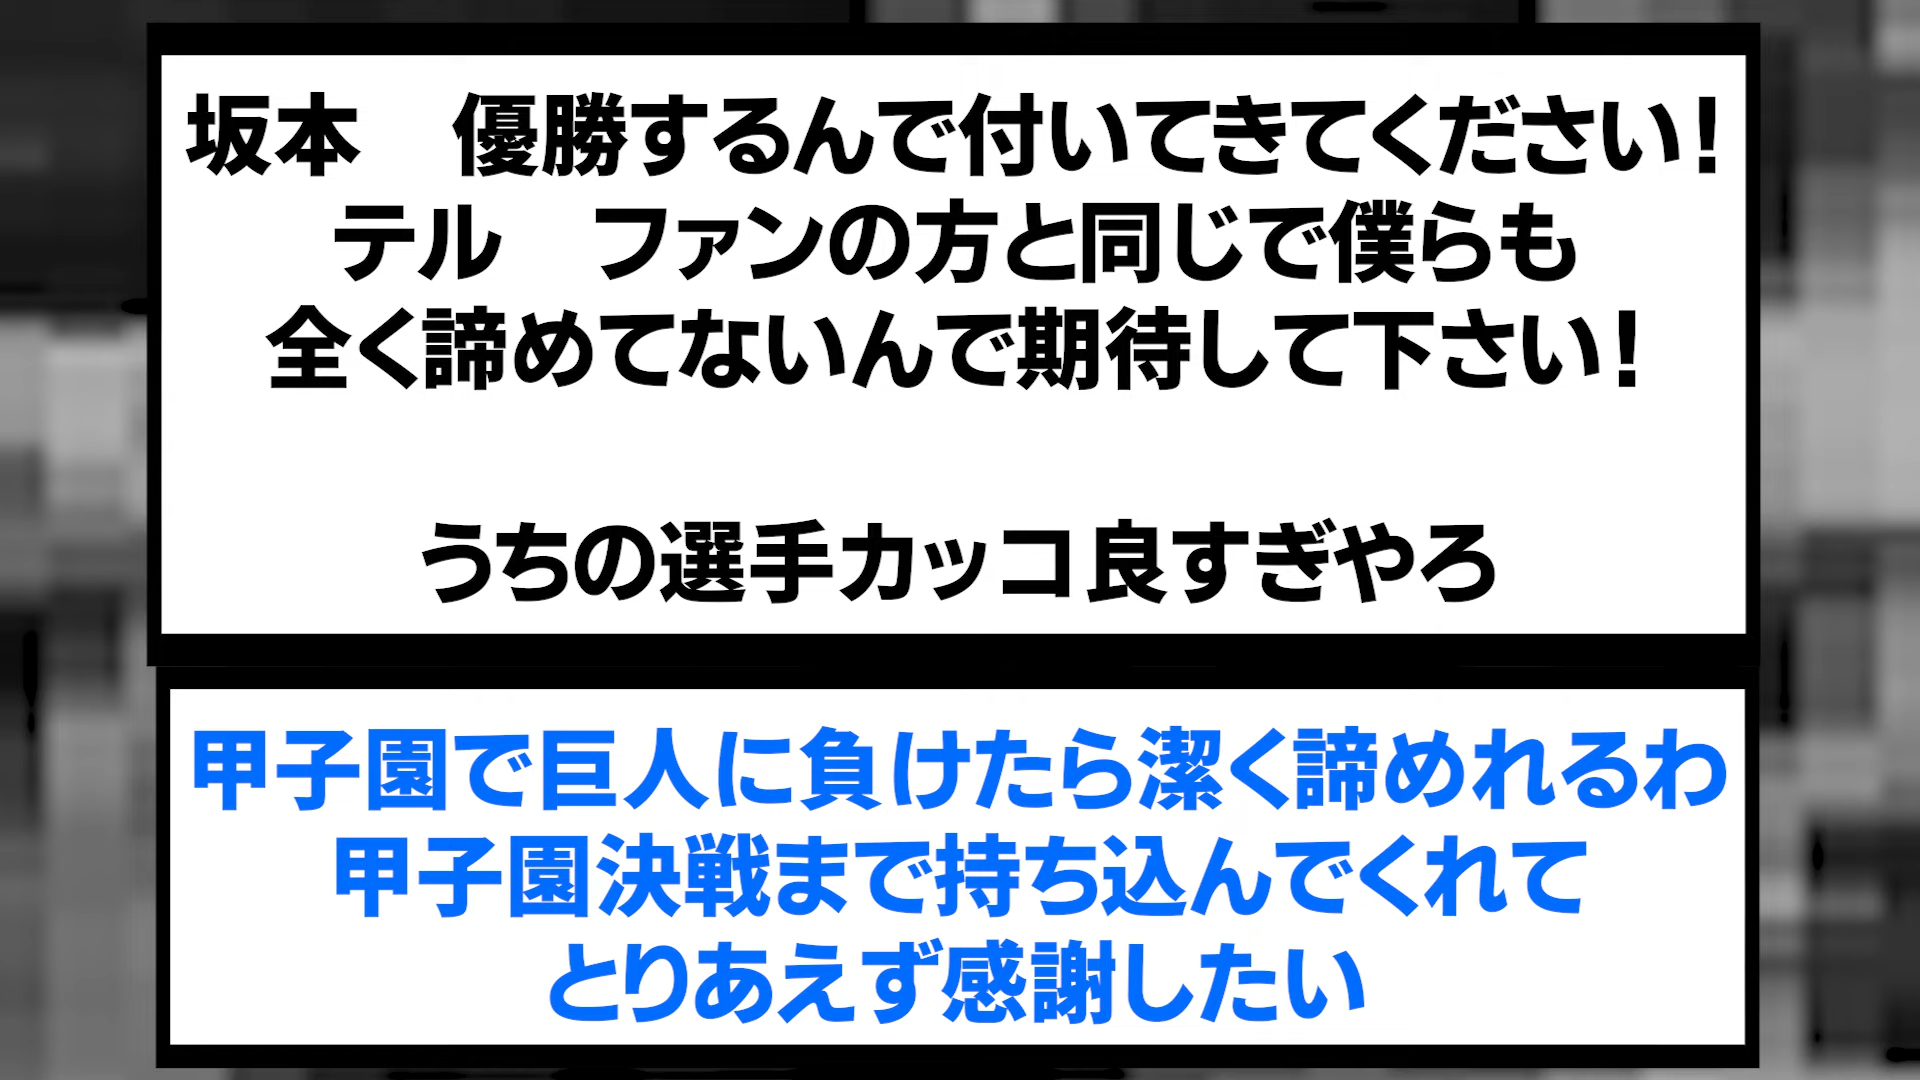 坂本　優勝するんで付いてきてください！
テル　ファンの方と同じで僕らも
全く諦めてないんで期待して下さい！
うちの選手カッコ良すぎやろ
甲子園で巨人に負けたら潔く諦めれるわ
甲子園決戦まで持ち込んでくれて
とりあえず感謝したい